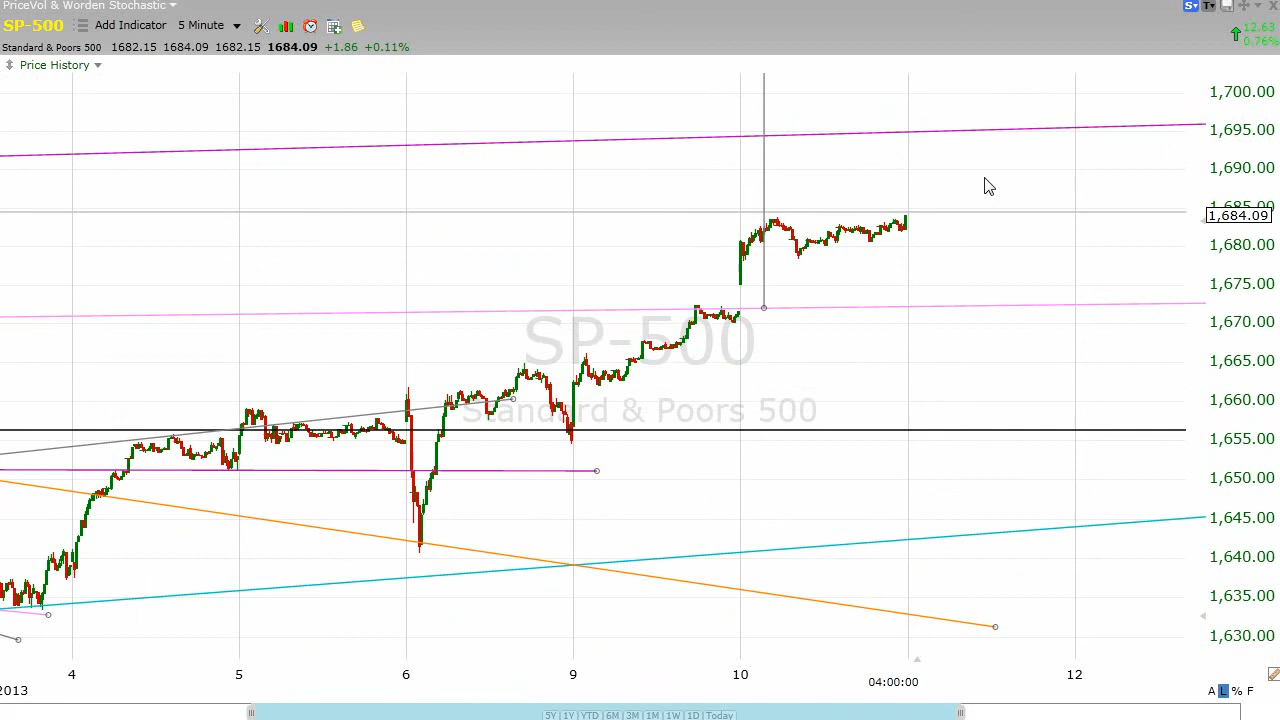 PriceVol & Worden Stochastic
SP-500 Add Indicator 5 Minute
S T
Standard & Poors 500 1682.15 1684.09 1682.15 1684.09 +1.86 +0.11%
12.63
0.76%
Price History
1,700.00
1,695.00
1,690.00
1,685.00
1,684.09
1,680.00
1,675.00
1,670.00
1,665.00
1,660.00
1,655.00
1,650.00
1,645.00
1,640.00
1,635.00
1,630.00
SP-500
Standard & Poors 500
4 5 6 9 10 04:00:00 12
2013
A L % F
5Y|1Y|YTD|6M|3M|1M|1W|1D|Today